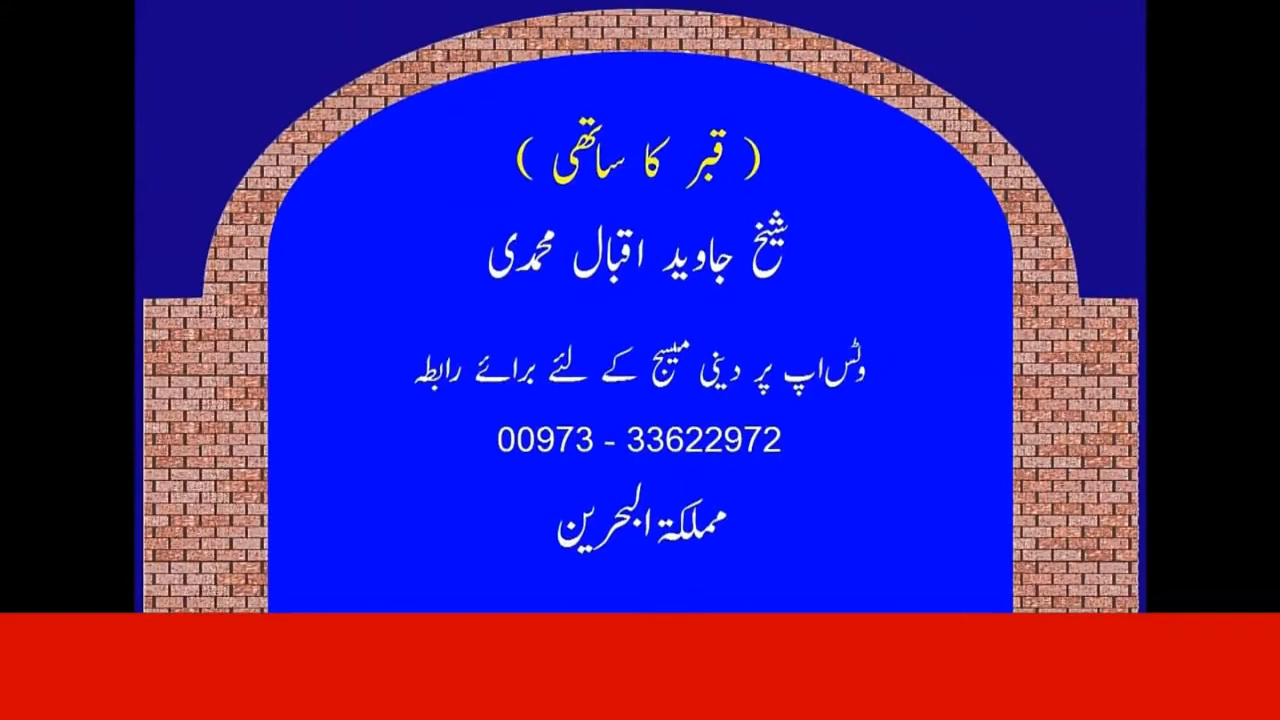 ( قبر کا ساتھی )
شیخ جاوید اقبال محمدی
وٹس اپ پر دینی میسج کے لئے برائے رابطہ
00973 - 33622972
مملكة البحرین